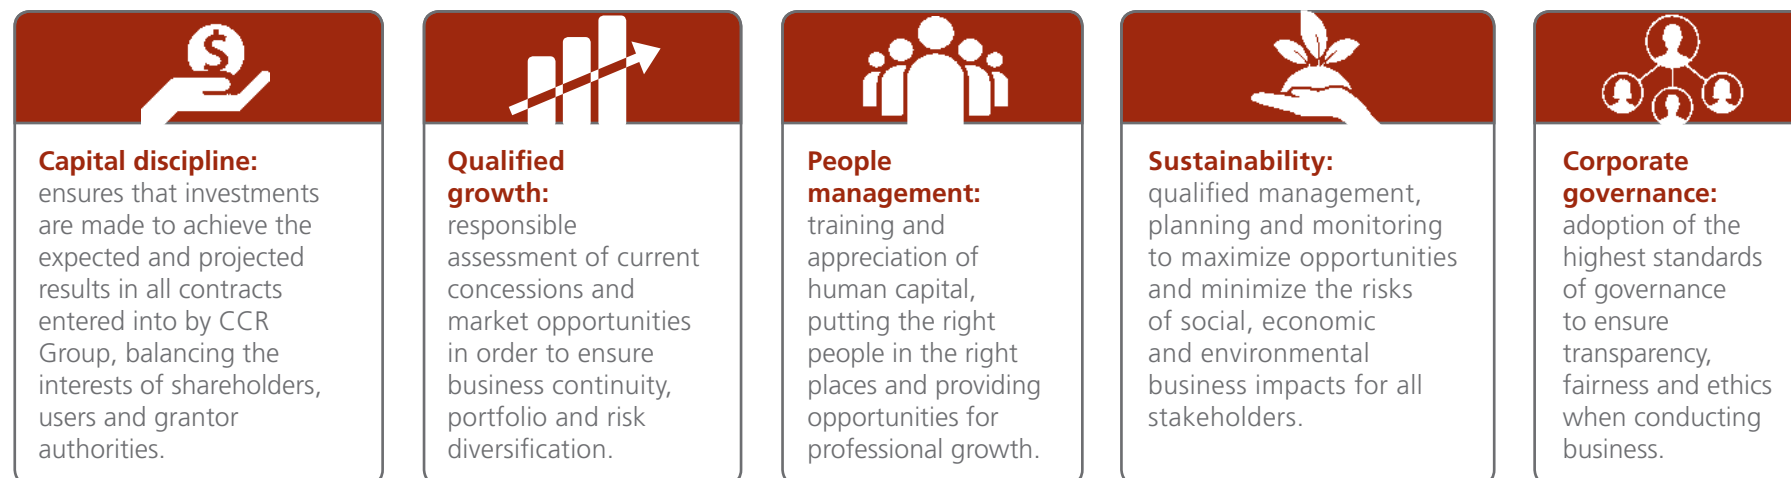 $
Capital discipline:
ensures that investments
are made to achieve the
expected and projected
results in all contracts
entered into by CCR
Group, balancing the
interests of shareholders,
users and grantor
authorities.
Qualified
growth:
responsible
assessment of current
concessions and
market opportunities
in order to ensure
business continuity,
portfolio and risk
diversification.
People
management:
training and
appreciation of
human capital,
putting the right
people in the right
places and providing
opportunities for
professional growth.
Sustainability:
qualified management,
planning and monitoring
to maximize opportunities
and minimize the risks
of social, economic
and environmental
business impacts for all
stakeholders.
Corporate
governance:
adoption of the
highest standards
of governance
to ensure
transparency,
fairness and ethics
when conducting
business.